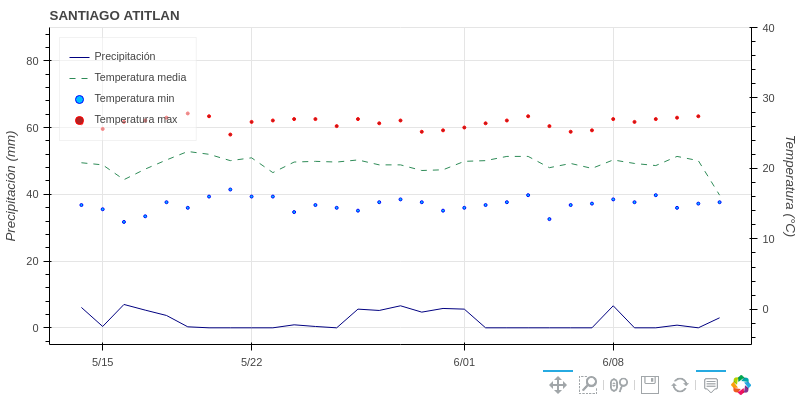 SANTIAGO ATITLAN
Precipitación
Temperatura media
Temperatura min
Temperatura max
Precipitación (mm)
80
60
40
20
0
Temperatura (°C)
40
30
20
10
0
5/15
5/22
6/01
6/08